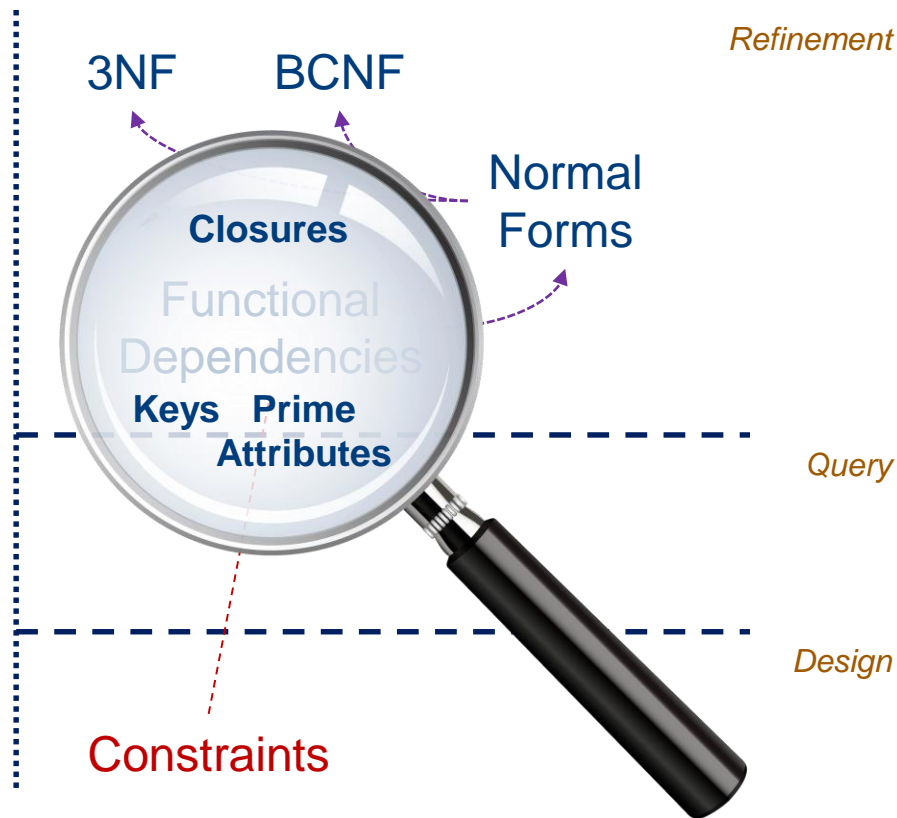 Refinement
3NF BCNF
Normal
Forms
Closures
Functional
Dependencies
Keys Prime
Attributes
Query
Design
Constraints